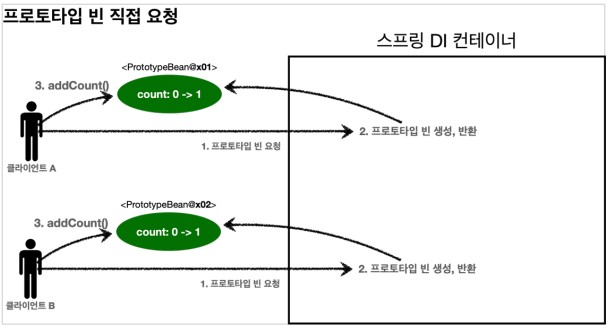 프로토타입 빈 직접 요청
스프링 DI 컨테이너
<PrototypeBean@x01>
3. addCount()
count: 0 -> 1
2. 프로토타입 빈 생성, 반환
1. 프로토타입 빈 요청
클라이언트 A
<PrototypeBean@x02>
3. addCount()
count: 0 -> 1
2. 프로토타입 빈 생성, 반환
1. 프로토타입 빈 요청
클라이언트 B